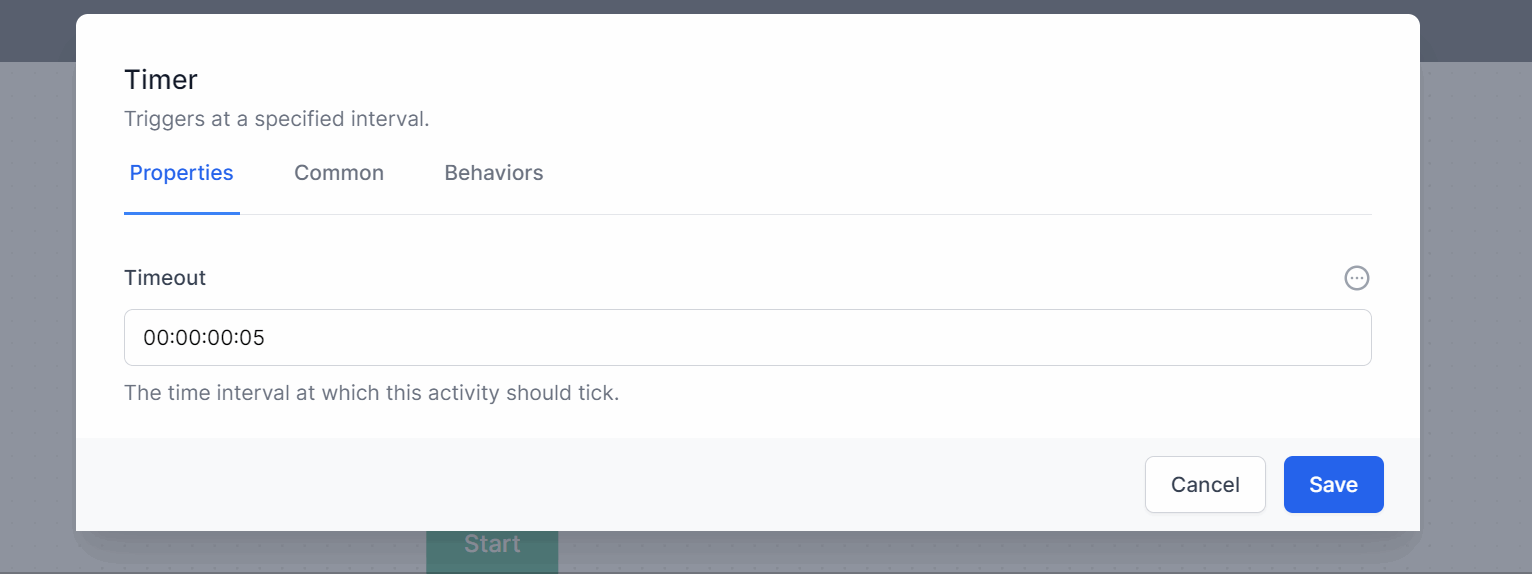 Timer
Triggers at a specified interval.
Properties Common Behaviors
Timeout
00:00:00:05
The time interval at which this activity should tick.
Cancel Save
Start